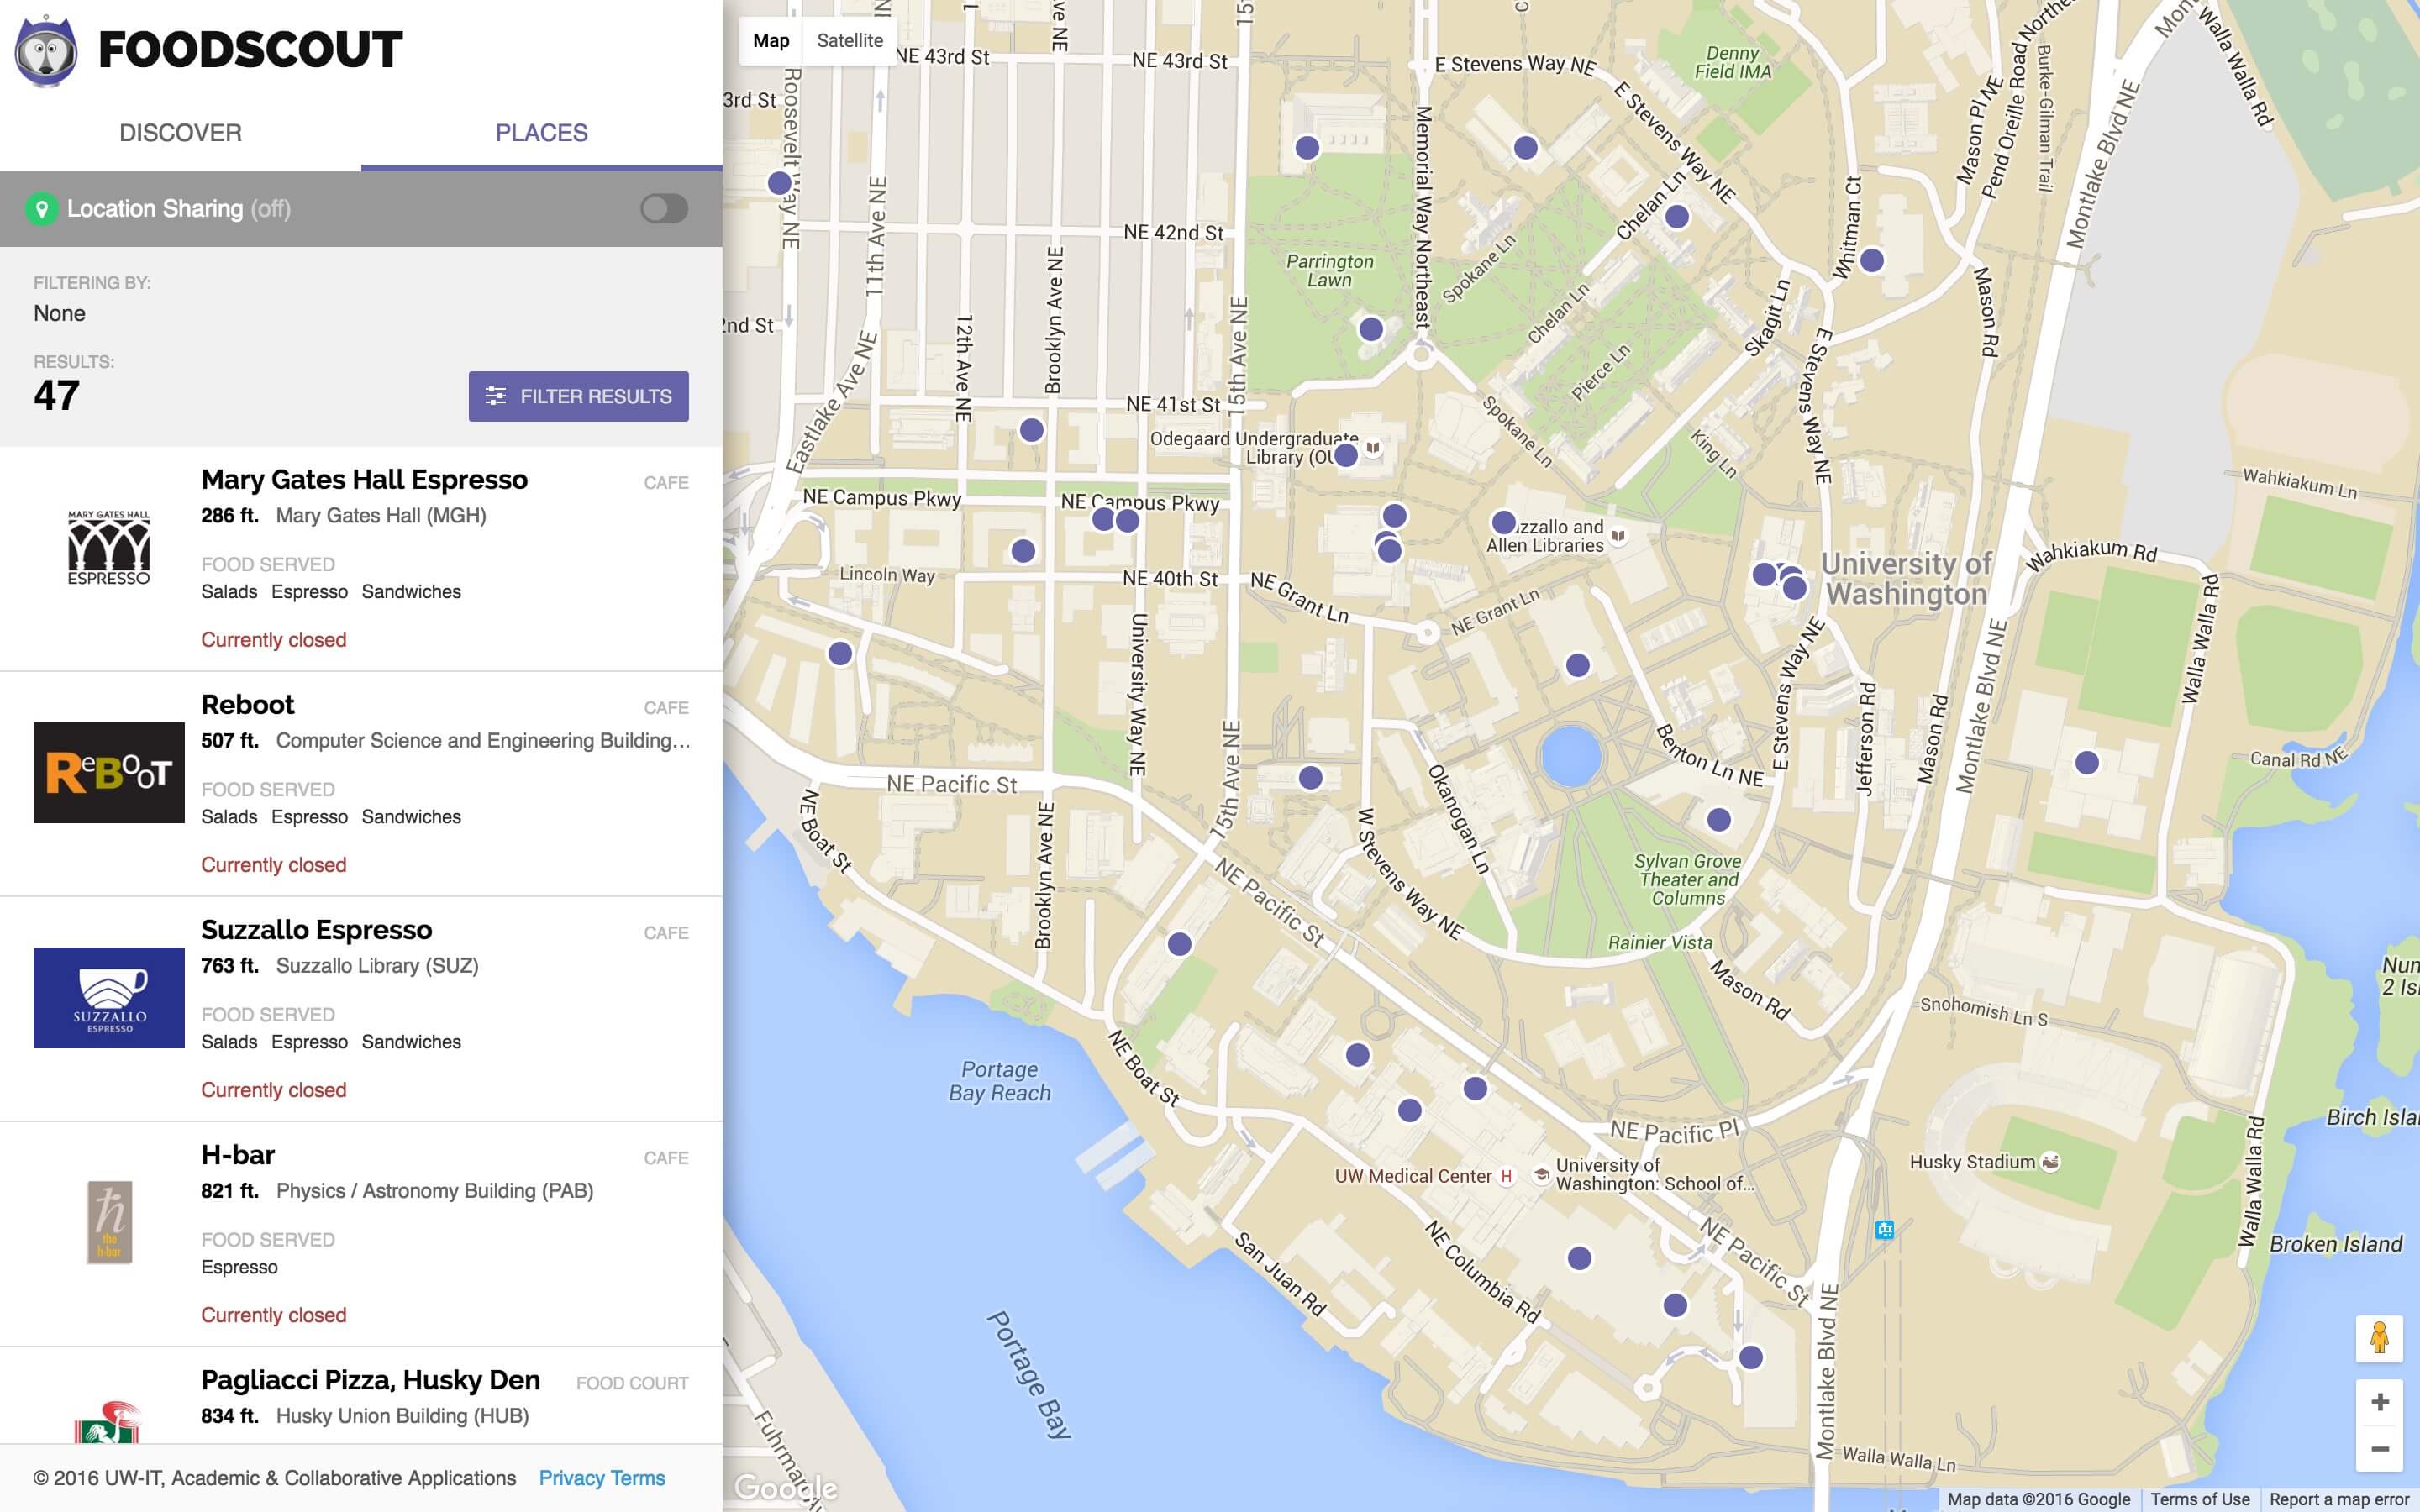 FOODSCOUT
DISCOVER
PLACES
Location Sharing (off)
FILTERING BY:
None
RESULTS:
47
FILTER RESULTS
Mary Gates Hall Espresso
CAFE
286 ft. Mary Gates Hall (MGH)
FOOD SERVED
Salads Espresso Sandwiches
Currently closed
MARY GATES HALL
ESPRESSO
Reboot
CAFE
507 ft. Computer Science and Engineering Building...
FOOD SERVED
Salads Espresso Sandwiches
Currently closed
ReBooT
Suzzallo Espresso
CAFE
763 ft. Suzzallo Library (SUZ)
FOOD SERVED
Salads Espresso Sandwiches
Currently closed
SUZZALLO
ESPRESSO
H-bar
CAFE
821 ft. Physics / Astronomy Building (PAB)
FOOD SERVED
Espresso
Currently closed
ħ
the
h-bar
Pagliacci Pizza, Husky Den
FOOD COURT
834 ft. Husky Union Building (HUB)
© 2016 UW-IT, Academic & Collaborative Applications Privacy Terms
Map Satellite
NE 43rd St
NE 43rd St
3rd St
Roosevelt Way NE
11th Ave NE
NE 42nd St
2nd St
Eastlake Ave NE
12th Ave NE
Brooklyn Ave NE
15th Ave NE
NE 41st St
E Stevens Way NE
E Stevens Way NE
Denny
Field IMA
Memorial Way Northeast
Parrington
Lawn
Spokane Ln
Chelan Ln
Chelan Ln
Pierce Ln
Spokane Ln
Skagit Ln
King Ln
Whitman Ct
E Stevens Way NE
Mason Pl NE
Pend Oreille Road Northe
Burke-Gilman Trail
Mason Rd
Montlake Blvd NE
Walla Walla Rd
Odegaard Undergraduate
Library (OU
NE Campus Pkwy
NE Campus Pkwy
Lincoln Way
NE 40th St
NE Grant Ln
NE Grant Ln
zzallo and
Allen Libraries
University of
Washington
Wahkiakum Ln
Wahkiakum Rd
Walla Walla Rd
University Way NE
15th Ave NE
NE Pacific St
NE Boat St
Brooklyn Ave NE
NE Pacific St
W Stevens Way NE
Okanogan Ln
Benton Ln NE
E Stevens Way NE
Jefferson Rd
Mason Rd
Montlake Blvd NE
Canal Rd NE
Sylvan Grove
Theater and
Columns
Rainier Vista
Mason Rd
Snohomish Ln S
Portage
Bay Reach
NE Boat St
NE Pacific Pl
UW Medical Center H
University of
Washington: School of...
Husky Stadium
Birch Isla
Broken Island
Walla Walla Rd
San Juan Rd
NE Columbia Rd
NE Pacific St
Portage Bay
Montlake Blvd NE
Walla Walla Ln
Google
Map data ©2016 Google Terms of Use Report a map error